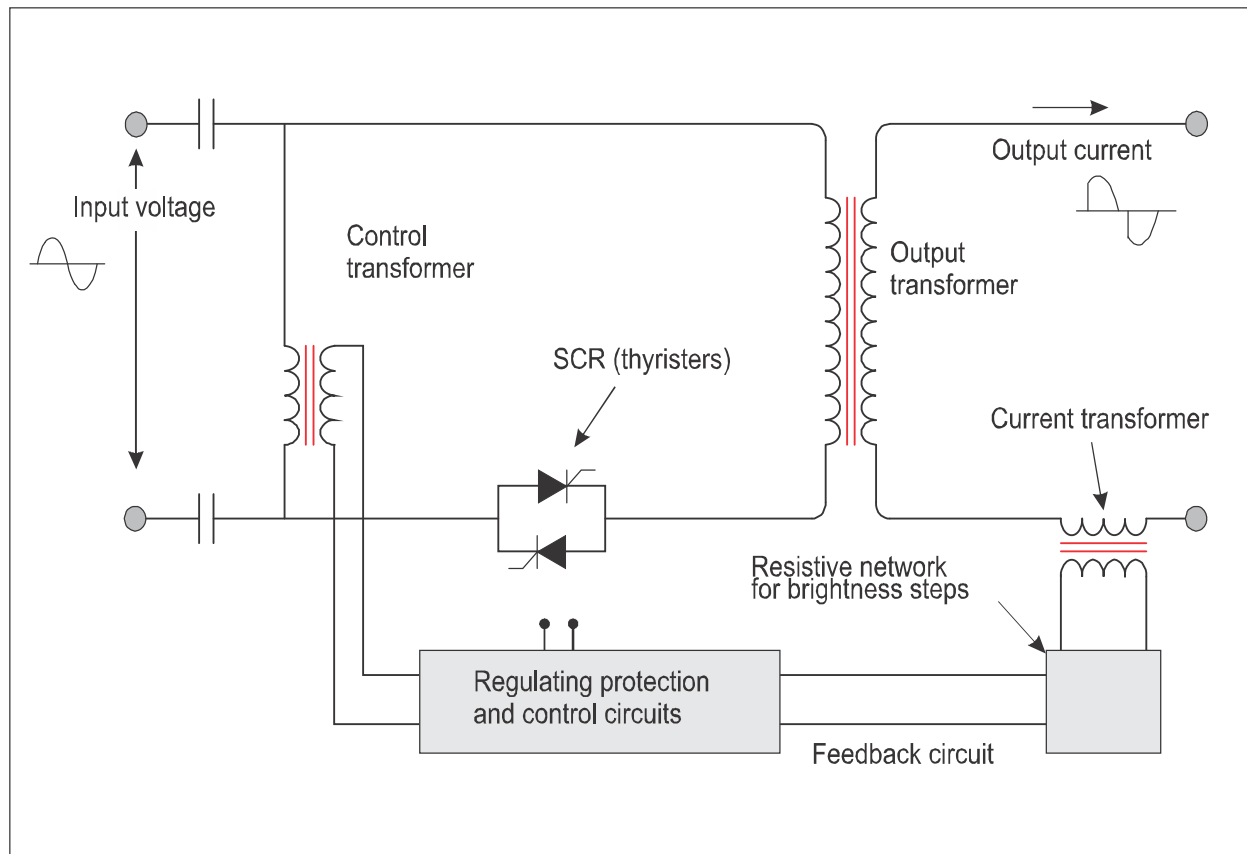 Output current
Input voltage
Control
transformer
Output
transformer
SCR (thyristers)
Current transformer
Resistive network
for brightness steps
Regulating protection
and control circuits
Feedback circuit